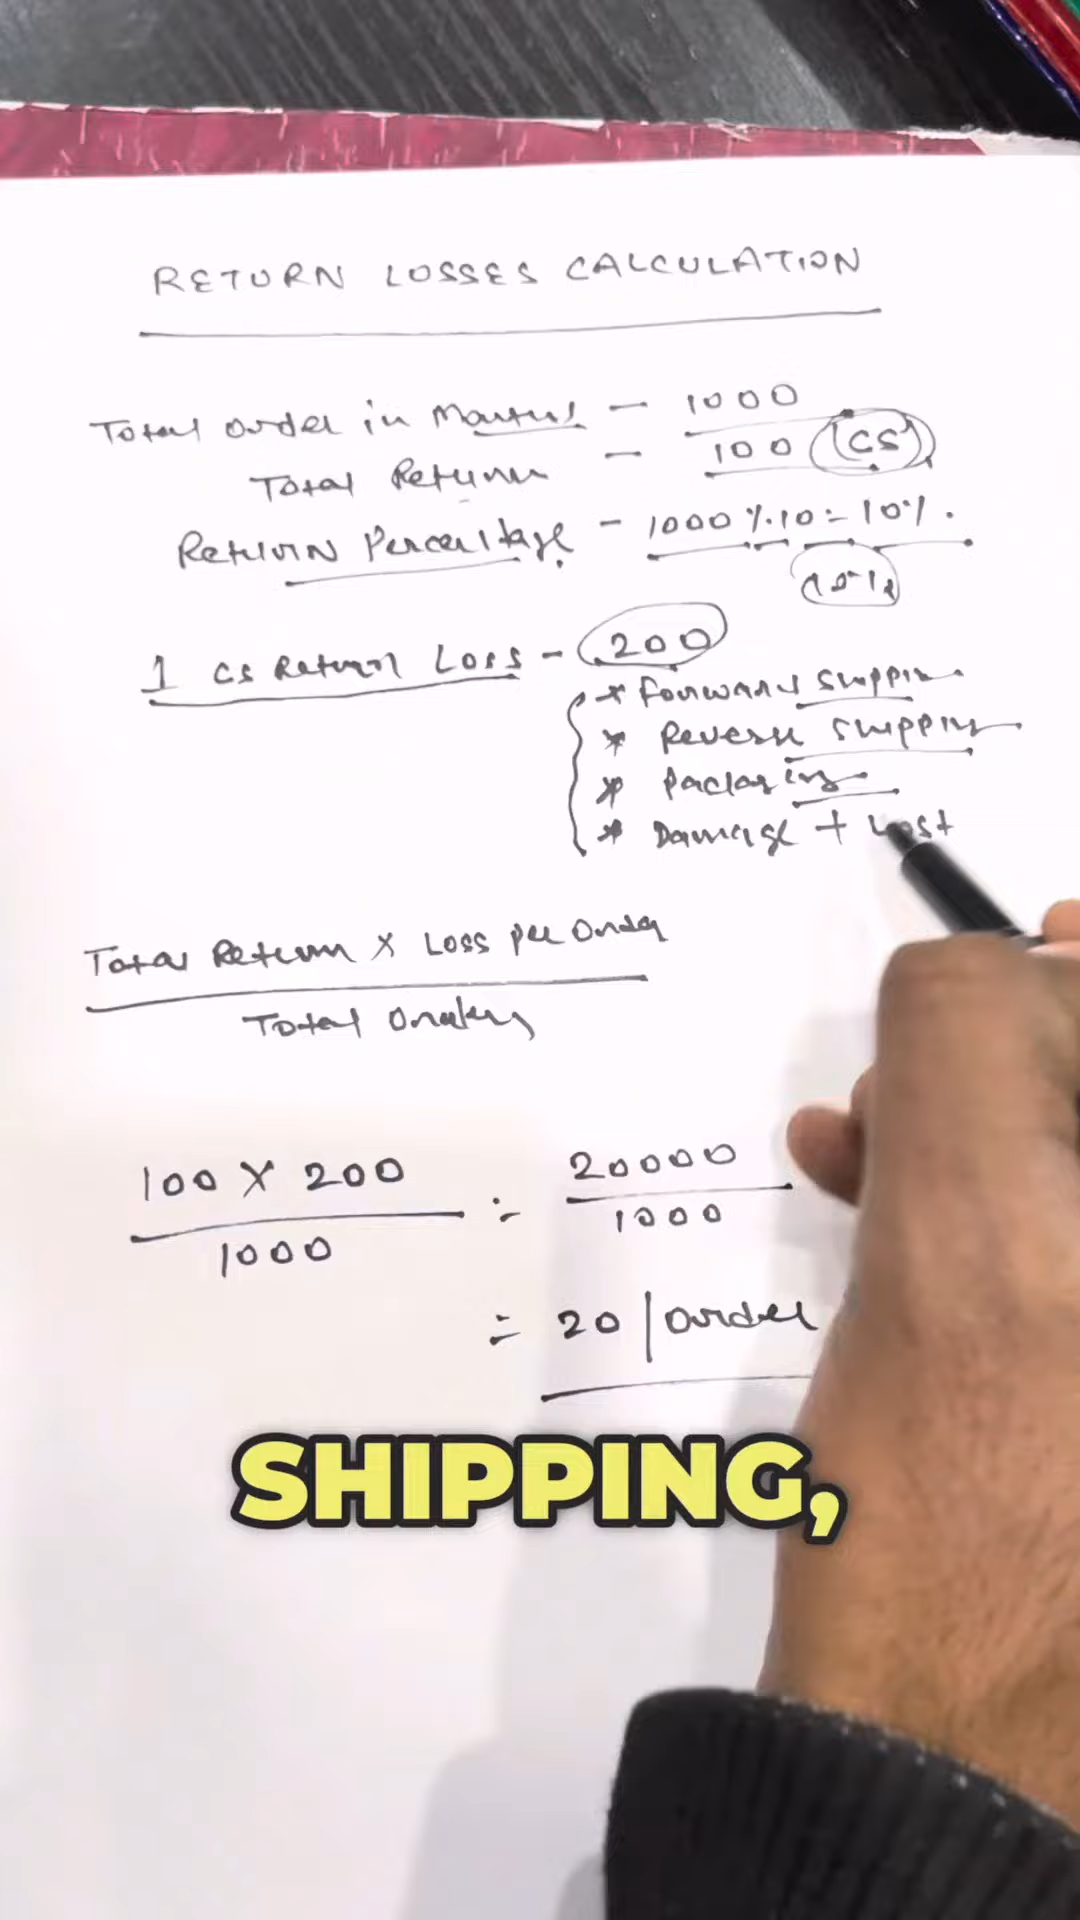 RETURN LOSSES CALCULATION
Total Order in Month - 1000
Total Return - 100 (CS)
Return Percentage - 1000 %. 10 = 10%.
10%
1 CS Return Loss - 200
* Forward Shipping
* Reverse Shipping
* Packaging
* Damage + Lost
Total Return X Loss per Order
Total Orders
100 X 200 = 20000
1000 1000
= 20 | order
SHIPPING,